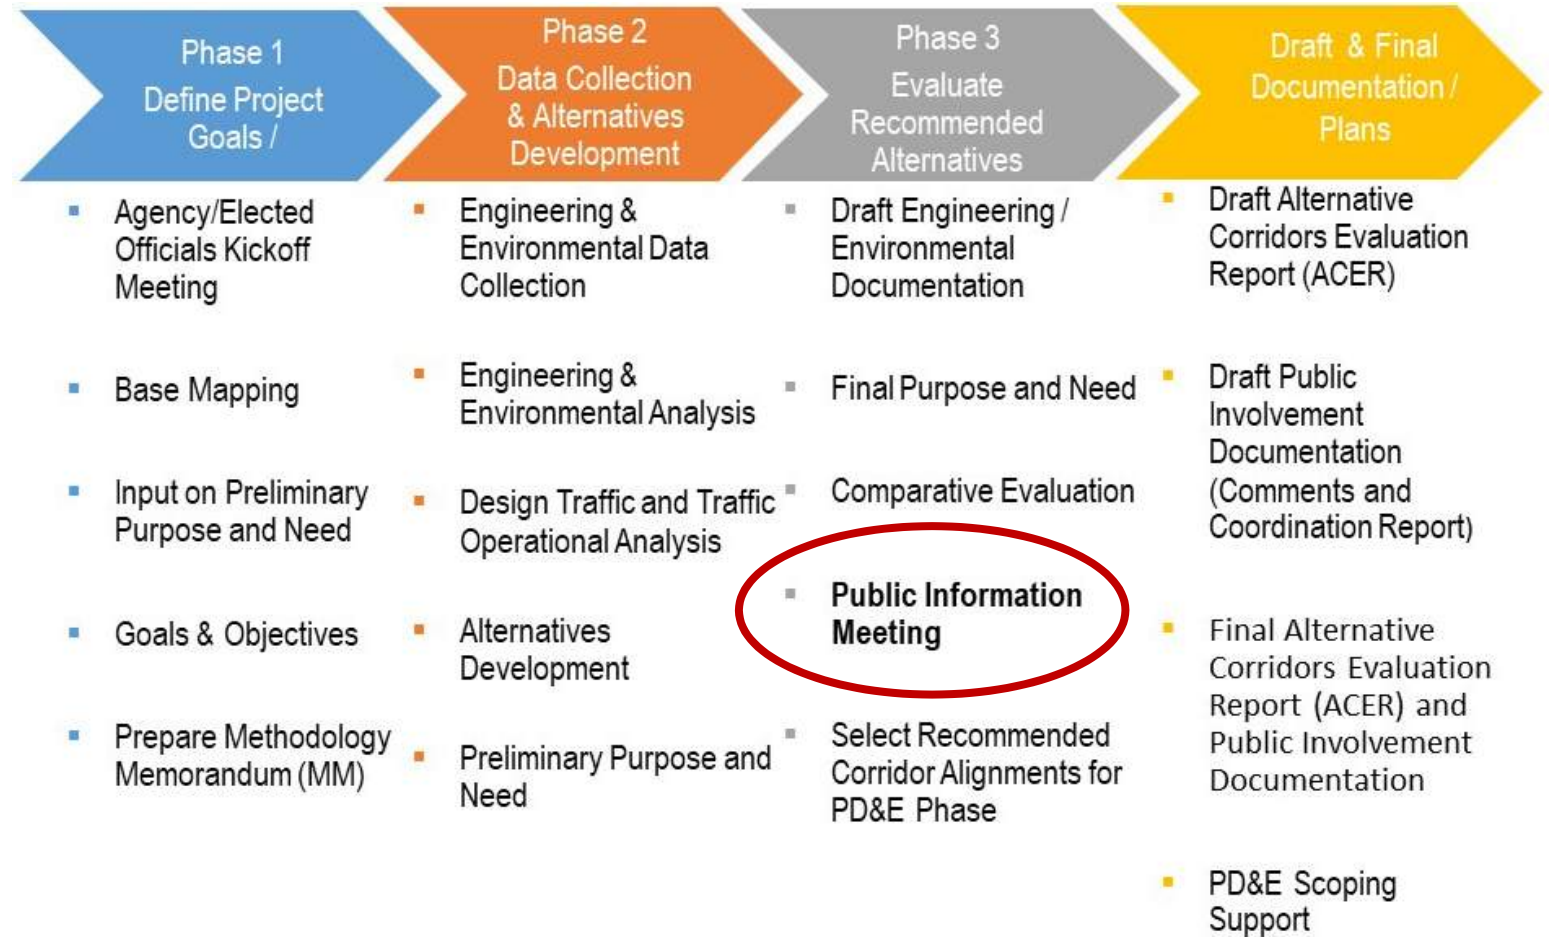 Phase 1
Define Project
Goals /
Phase 2
Data Collection
& Alternatives
Development
Phase 3
Evaluate
Recommended
Alternatives
Draft & Final
Documentation /
Plans
Agency/Elected
Officials Kickoff
Meeting
Base Mapping
Input on Preliminary
Purpose and Need
Goals & Objectives
Prepare Methodology
Memorandum (MM)
Engineering &
Environmental Data
Collection
Engineering &
Environmental Analysis
Design Traffic and Traffic
Operational Analysis
Alternatives
Development
Preliminary Purpose and
Need
Draft Engineering /
Environmental
Documentation
Final Purpose and Need
Comparative Evaluation
Public Information
Meeting
Select Recommended
Corridor Alignments for
PD&E Phase
Draft Alternative
Corridors Evaluation
Report (ACER)
Draft Public
Involvement
Documentation
(Comments and
Coordination Report)
Final Alternative
Corridors Evaluation
Report (ACER) and
Public Involvement
Documentation
PD&E Scoping
Support